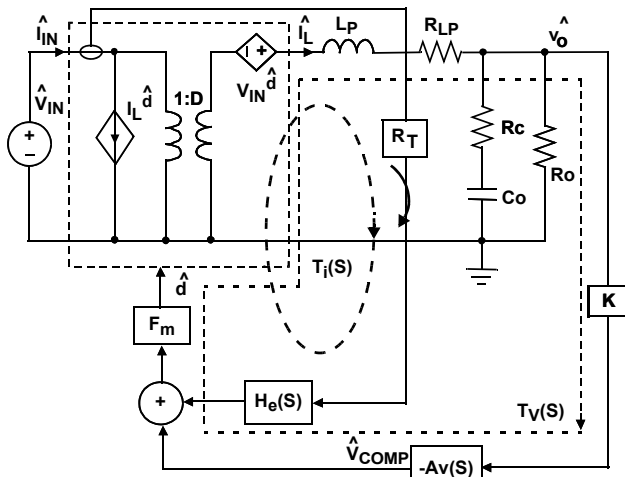 Î_IN
Î_L
L_P
R_LP
v̂_o
V̂_IN
I_L d̂
1:D
V_IN d̂
R_T
Rc
Ro
Co
T_i(S)
d̂
K
F_m
+
H_e(S)
T_V(S)
V̂_COMP
-Av(S)